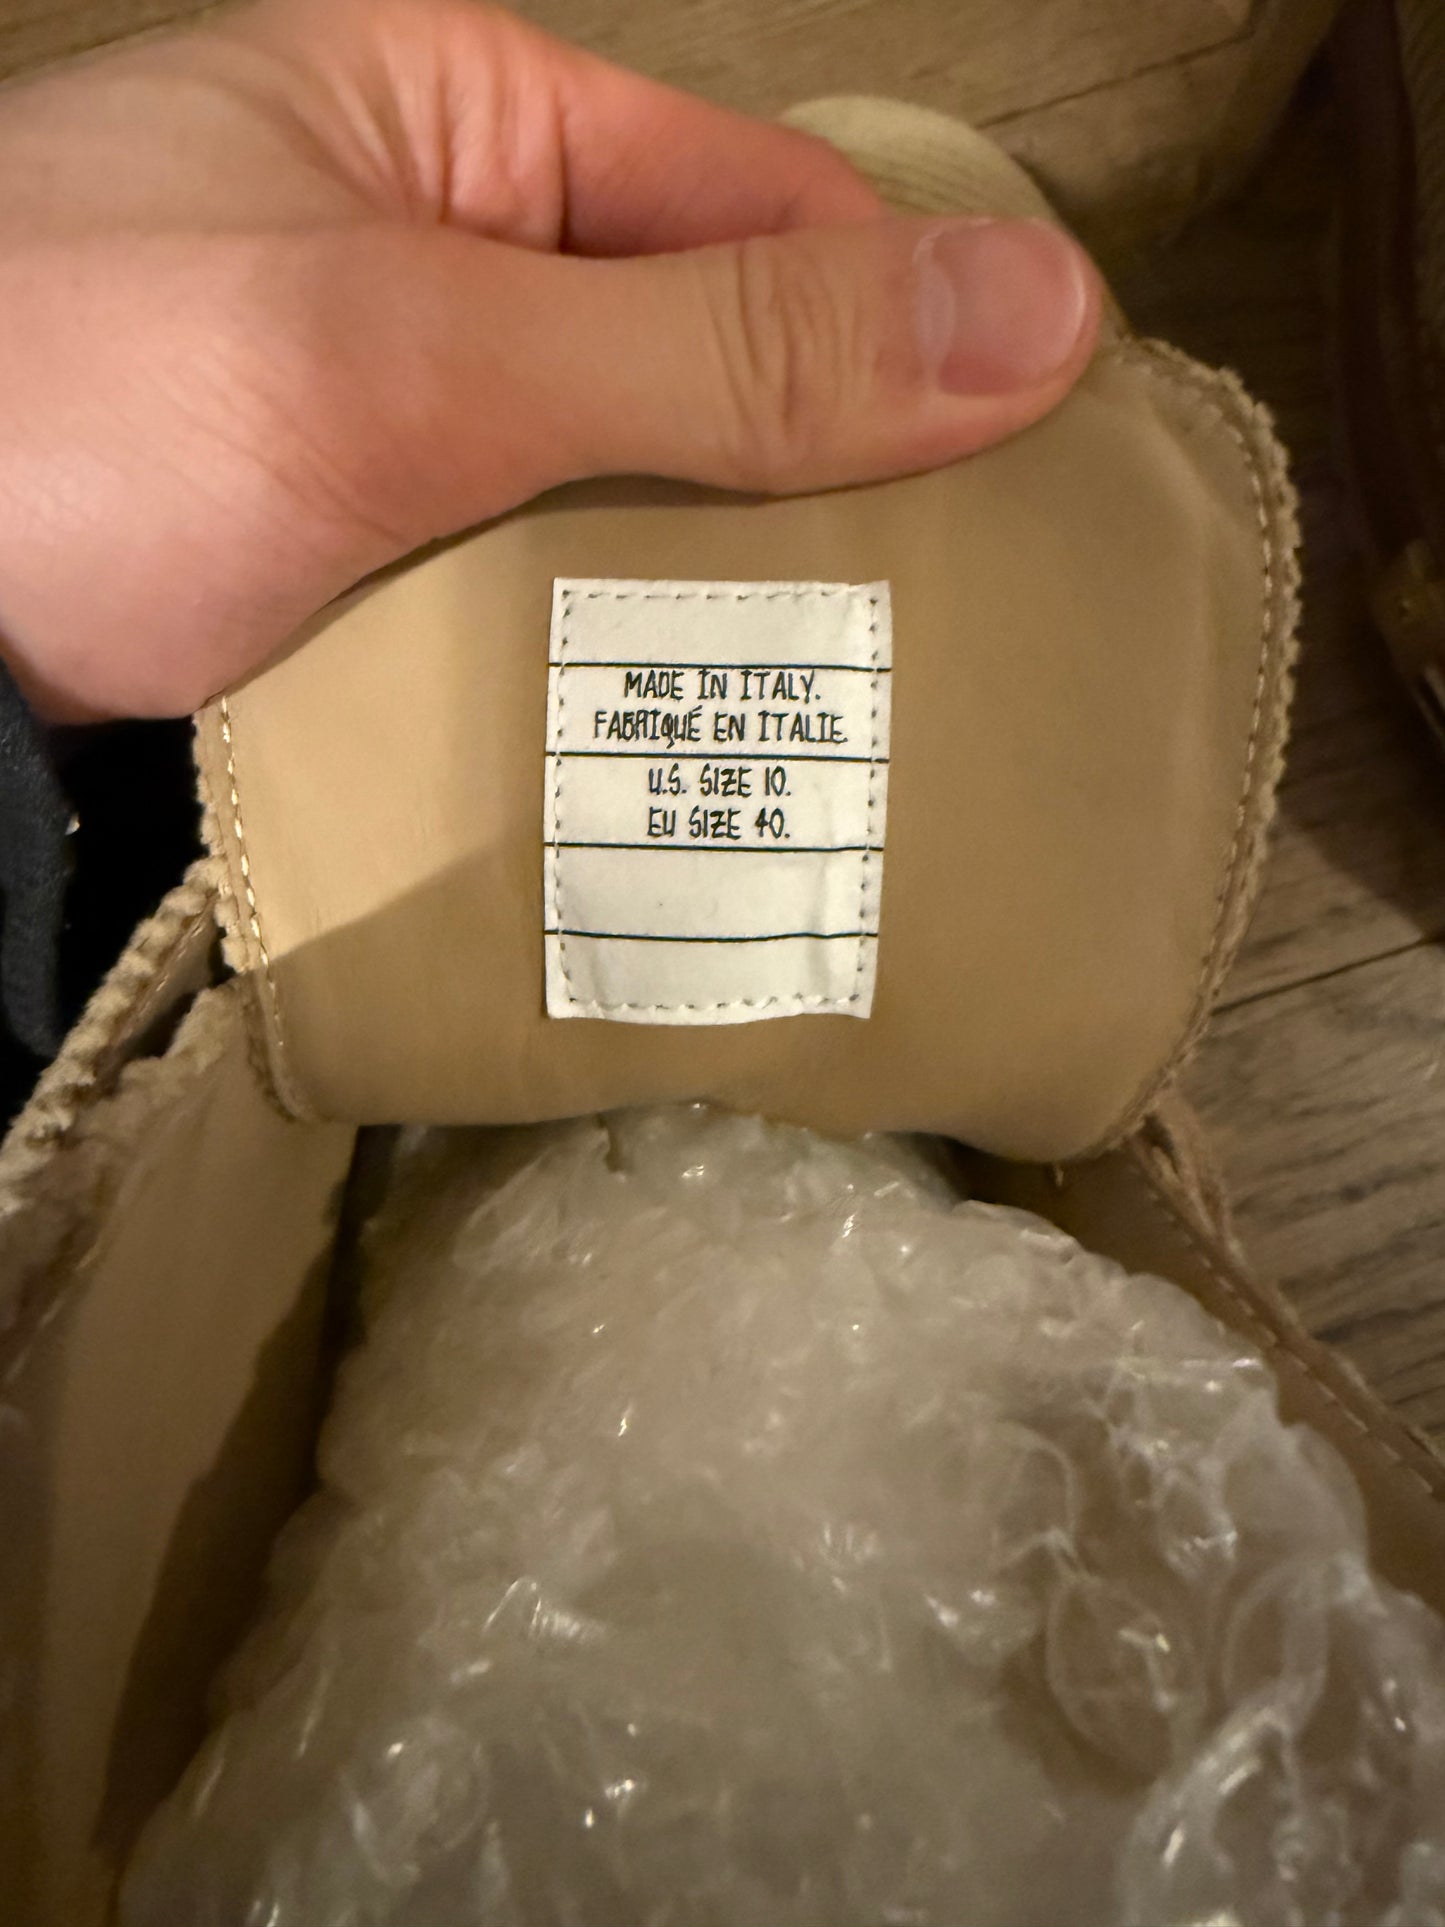 MADE IN ITALY.
FABRIQUÉ EN ITALIE.
U.S. SIZE 10.
EU SIZE 40.